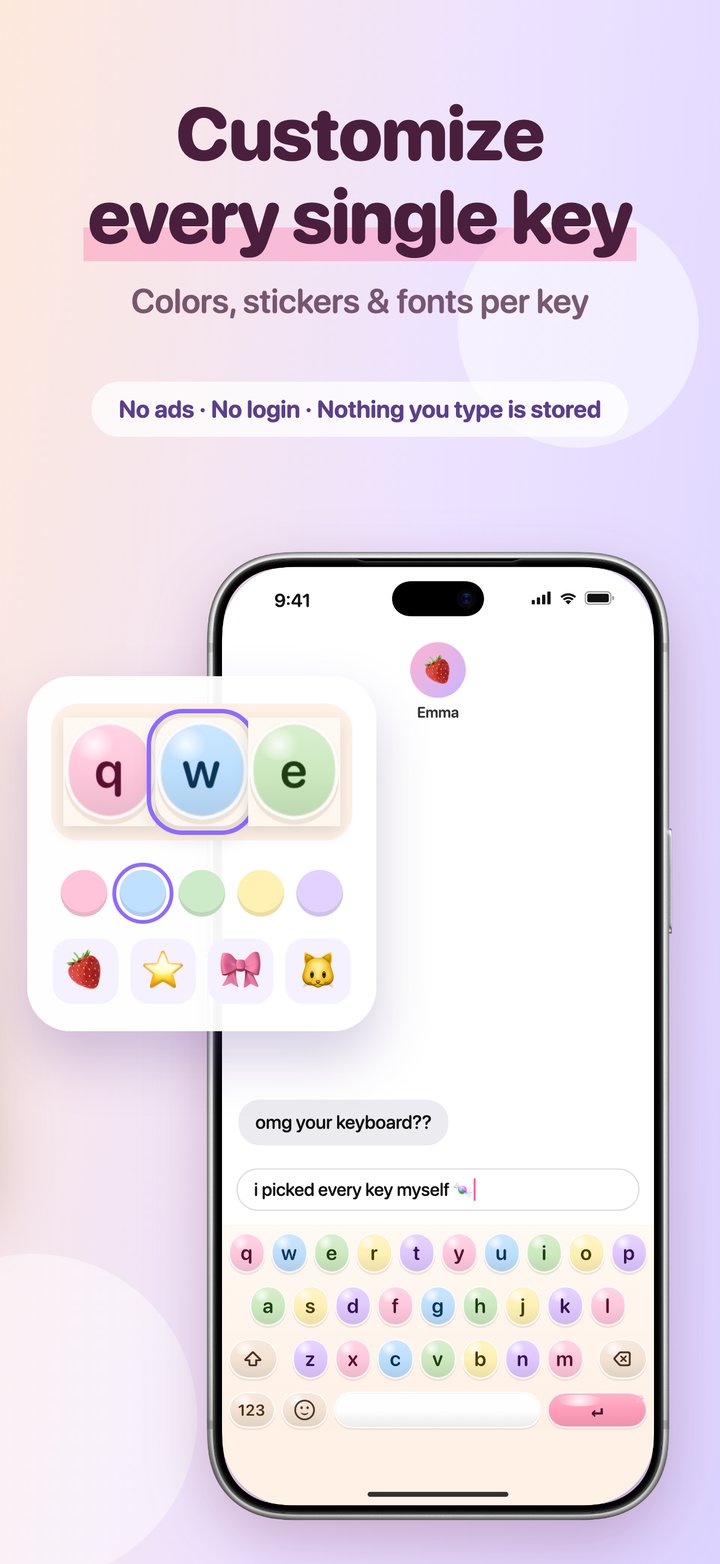 Customize
every single key
Colors, stickers & fonts per key
No ads · No login · Nothing you type is stored
9:41
Emma
q w e
omg your keyboard??
i picked every key myself 🍬
q w e r t y u i o p
a s d f g h j k l
z x c v b n m
123